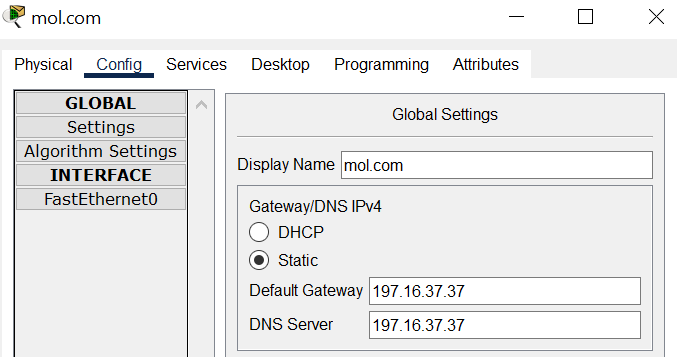 mol.com
Physical Config Services Desktop Programming Attributes
GLOBAL
Settings
Algorithm Settings
INTERFACE
FastEthernet0
Global Settings
Display Name mol.com
Gateway/DNS IPv4
DHCP
Static
Default Gateway 197.16.37.37
DNS Server 197.16.37.37